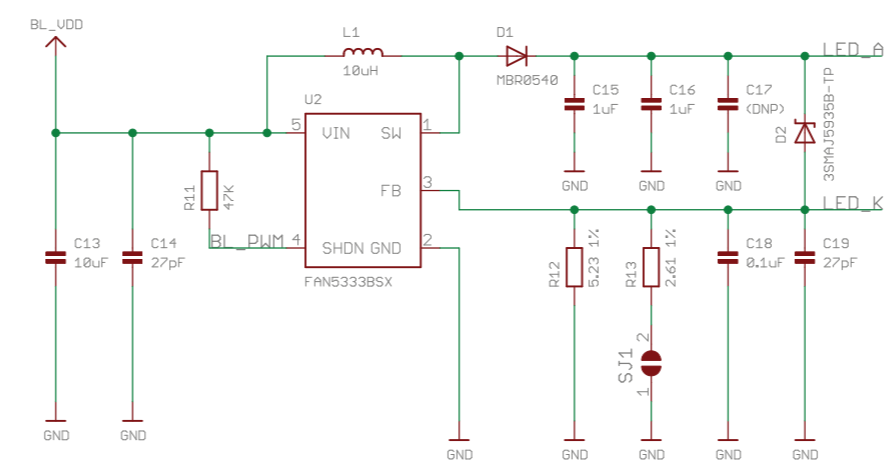 BL_VDD
L1
10uH
D1
MBR0540
LED_A
C15
1uF
C16
1uF
C17
(DNP)
D2
3SMAJ5935B-TP
U2
5
VIN
SW
1
FB
3
4
SHDN
GND
2
FAN5333BSX
R11
47K
BL_PWM
GND
GND
GND
LED_K
C13
10uF
C14
27pF
R12
5.23 1%
R13
2.61 1%
C18
0.1uF
C19
27pF
2
SJ1
1
GND
GND
GND
GND
GND
GND
GND